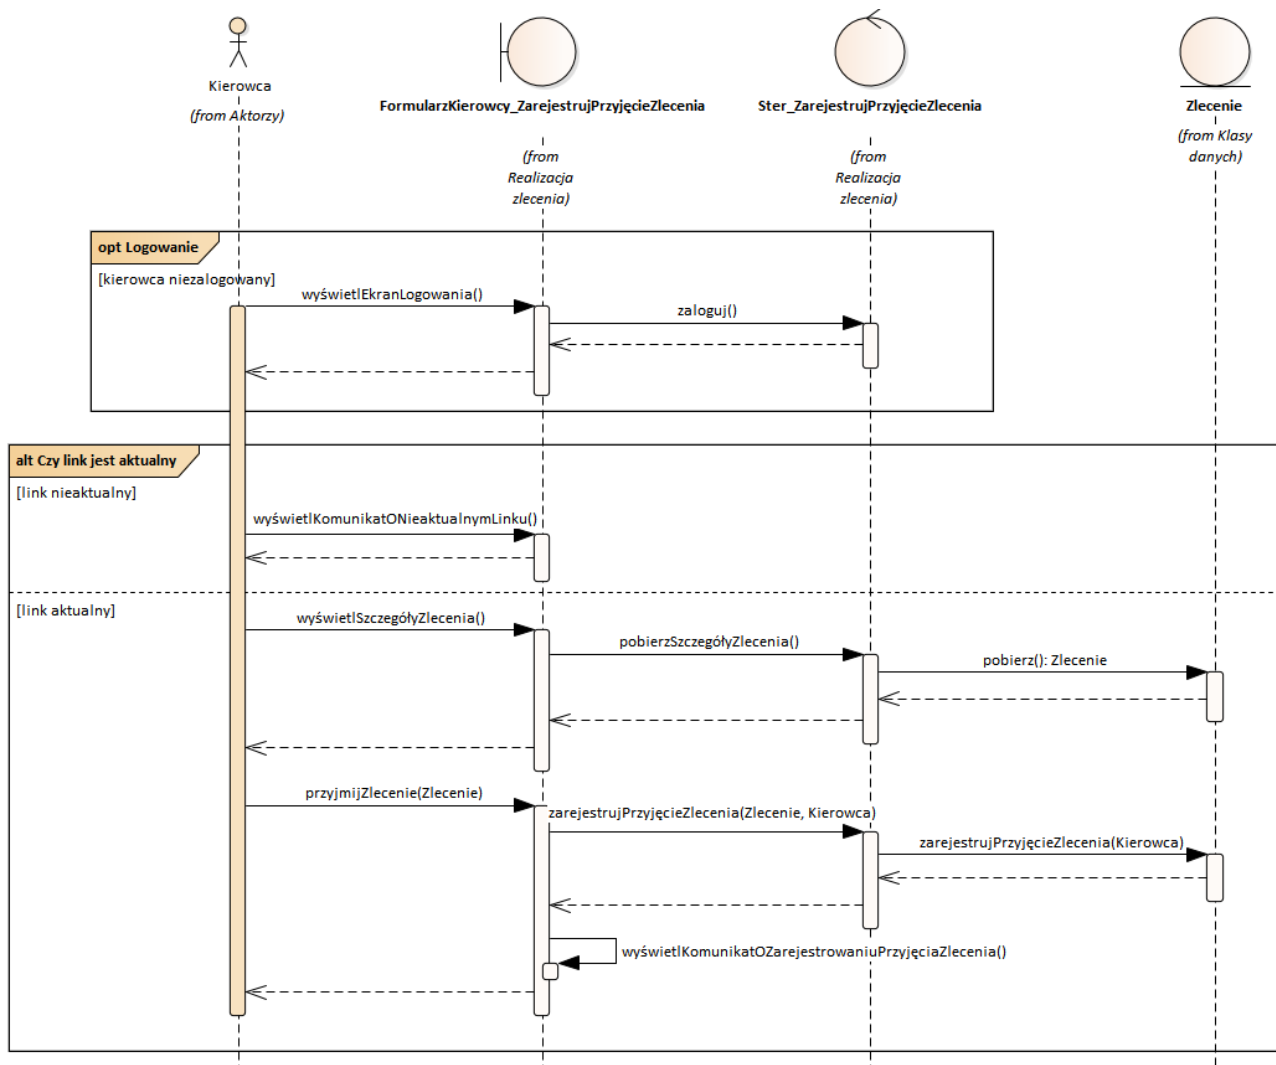 Kierowca
(from Aktorzy)
FormularzKierowcy_ZarejestrujPrzyjęcieZlecenia
(from
Realizacja
zlecenia)
Ster_ZarejestrujPrzyjęcieZlecenia
(from
Realizacja
zlecenia)
Zlecenie
(from Klasy
danych)
opt Logowanie
[kierowca niezalogowany]
wyświetlEkranLogowania()
zaloguj()
alt Czy link jest aktualny
[link nieaktualny]
wyświetlKomunikatONieaktualnymLinku()
[link aktualny]
wyświetlSzczegółyZlecenia()
pobierzSzczegółyZlecenia()
pobierz(): Zlecenie
przyjmijZlecenie(Zlecenie)
zarejestrujPrzyjęcieZlecenia(Zlecenie, Kierowca)
zarejestrujPrzyjęcieZlecenia(Kierowca)
wyświetlKomunikatOZarejestrowaniuPrzyjęciaZlecenia()